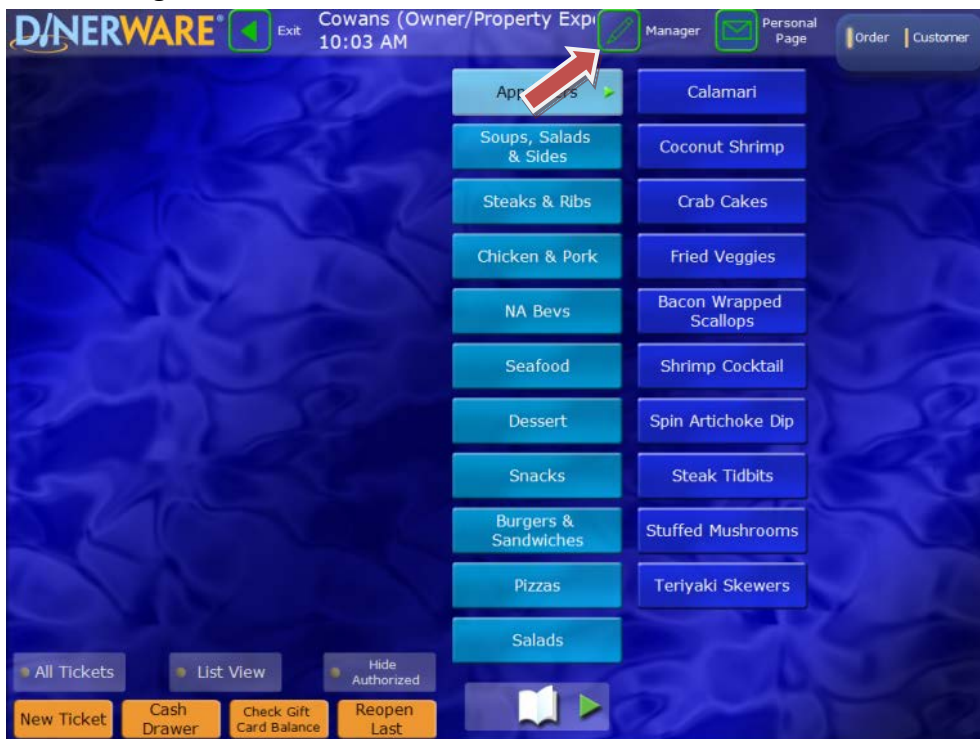 DINERWARE
Exit
Cowans (Owner/Property
10:03 AM
Manager
Personal
Page
Order
Customer
Calamari
Soups, Salads
& Sides
Coconut Shrimp
Steaks & Ribs
Crab Cakes
Chicken & Pork
Fried Veggies
NA Bevs
Bacon Wrapped
Scallops
Seafood
Shrimp Cocktail
Dessert
Spin Artichoke Dip
Snacks
Steak Tidbits
Burgers &
Sandwiches
Stuffed Mushrooms
Pizzas
Teriyaki Skewers
Salads
All Tickets
List View
Hide
Authorized
New Ticket
Cash
Drawer
Check Gift
Card Balance
Reopen
Last